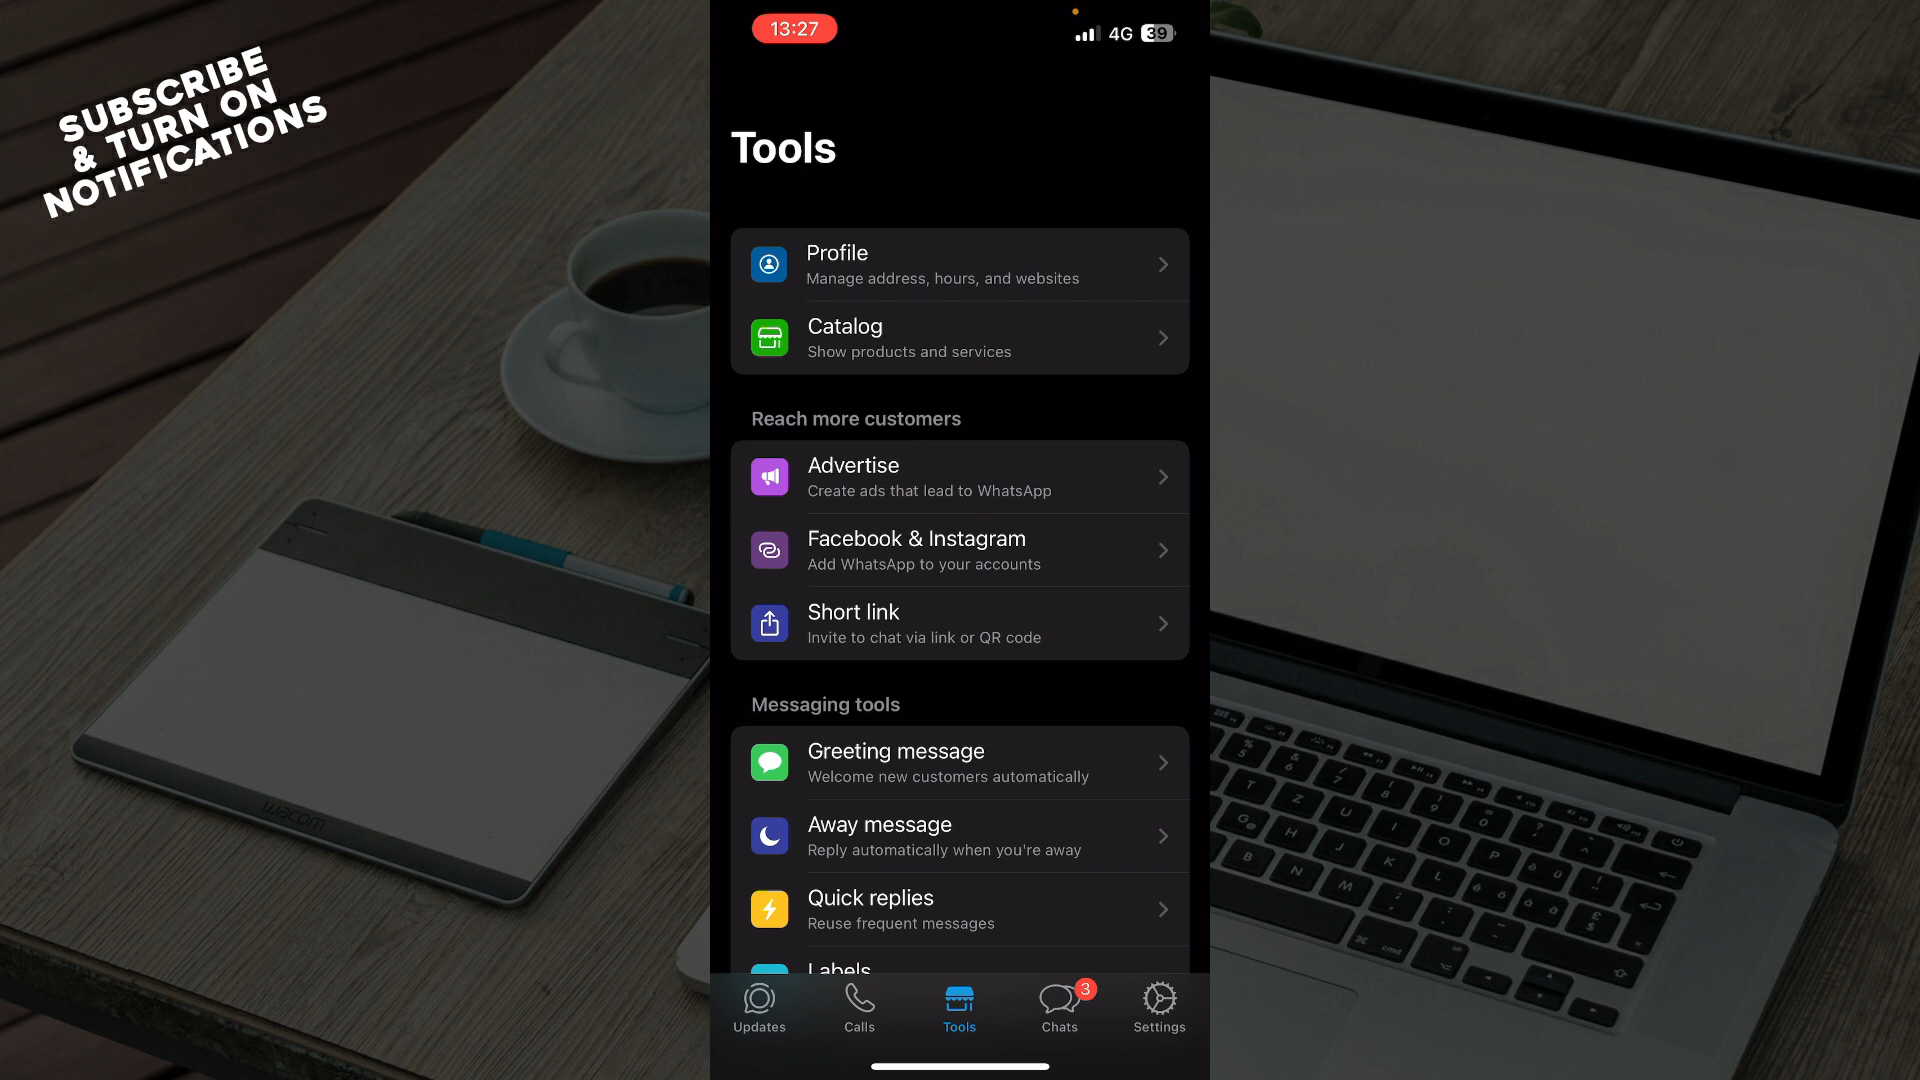 SUBSCRIBE
& TURN ON
NOTIFICATIONS
13:27
4G 39
Tools
Profile
Manage address, hours, and websites
Catalog
Show products and services
Reach more customers
Advertise
Create ads that lead to WhatsApp
Facebook & Instagram
Add WhatsApp to your accounts
Short link
Invite to chat via link or QR code
Messaging tools
Greeting message
Welcome new customers automatically
Away message
Reply automatically when you're away
Quick replies
Reuse frequent messages
Labels
3
Updates Calls Tools Chats Settings
wacom